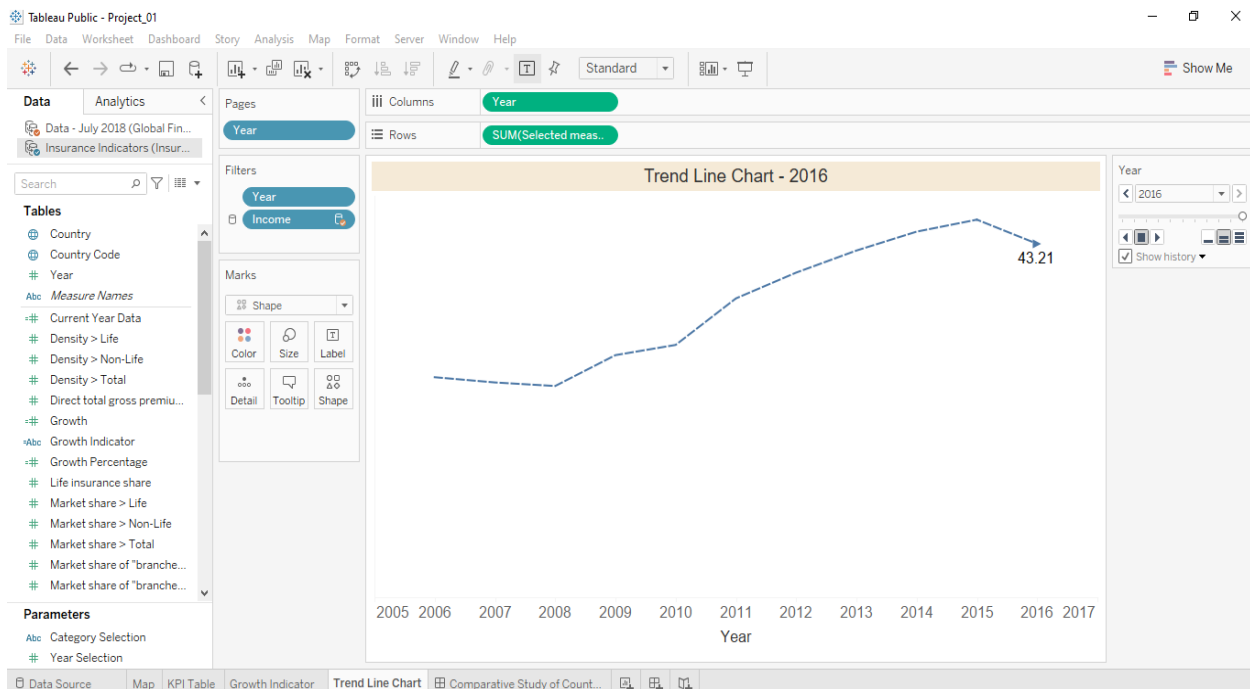 Tableau Public - Project_01
File Data Worksheet Dashboard Story Analysis Map Format Server Window Help
Standard
Show Me
Data Analytics
Data - July 2018 (Global Fin...
Insurance Indicators (Insur...
Search
Tables
Country
Country Code
Year
Abc Measure Names
Current Year Data
Density > Life
Density > Non-Life
Density > Total
Direct total gross premiu...
Growth
Abc Growth Indicator
Growth Percentage
Life insurance share
Market share > Life
Market share > Non-Life
Market share > Total
Market share of "branche...
Market share of "branche...
Parameters
Abc Category Selection
Year Selection
Pages
Year
Filters
Year
Income
Marks
Shape
Color Size Label
Detail Tooltip Shape
Columns Year
Rows SUM(Selected meas..
Trend Line Chart - 2016
43.21
2005 2006 2007 2008 2009 2010 2011 2012 2013 2014 2015 2016 2017
Year
Year
2016
Show history
Data Source Map KPI Table Growth Indicator Trend Line Chart Comparative Study of Count...